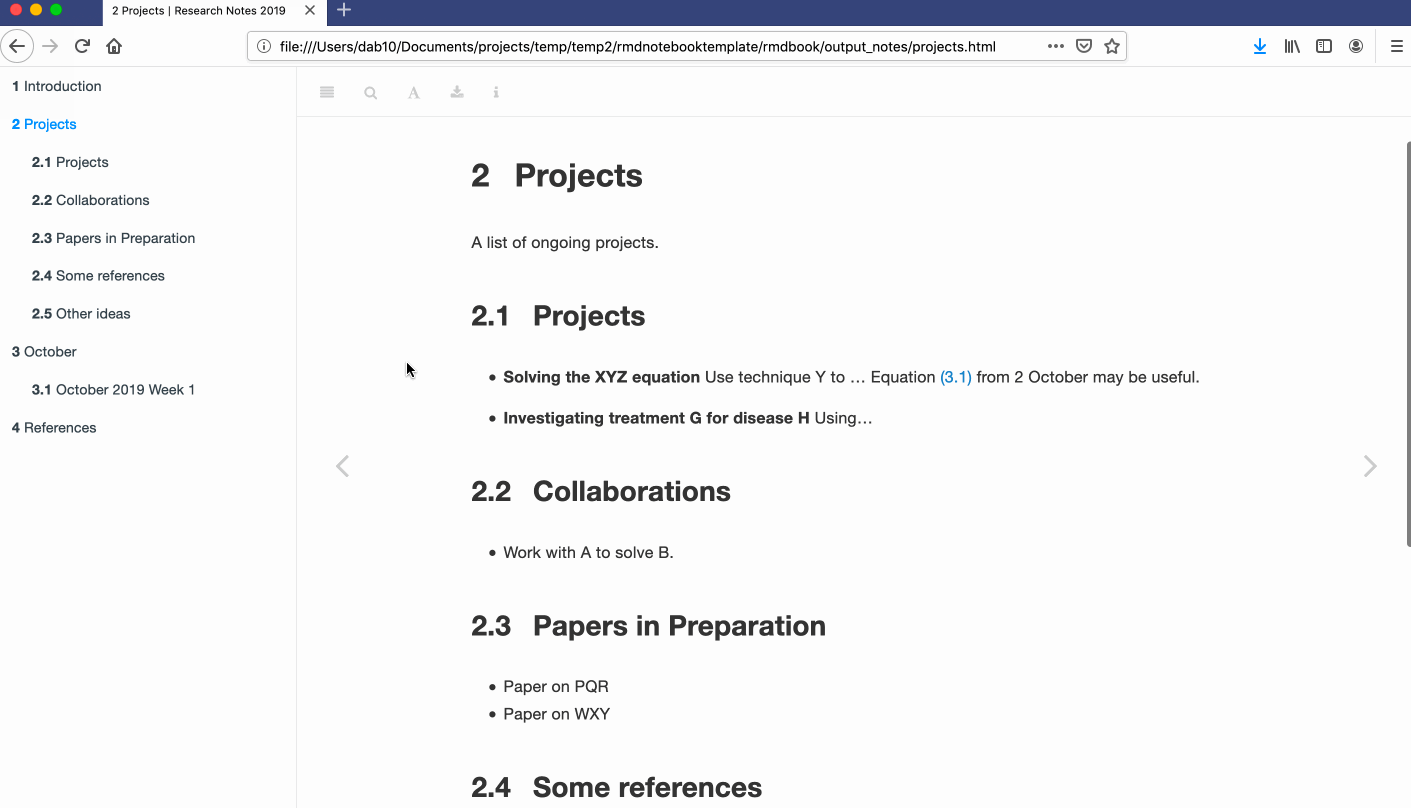 2 Projects | Research Notes 2019
file:///Users/dab10/Documents/projects/temp/temp2/rmdnotebooktemplate/rmdbook/output_notes/projects.html
1 Introduction
2 Projects
2.1 Projects
2.2 Collaborations
2.3 Papers in Preparation
2.4 Some references
2.5 Other ideas
3 October
3.1 October 2019 Week 1
4 References
2 Projects
A list of ongoing projects.
2.1 Projects
• Solving the XYZ equation Use technique Y to … Equation (3.1) from 2 October may be useful.
• Investigating treatment G for disease H Using…
2.2 Collaborations
• Work with A to solve B.
2.3 Papers in Preparation
• Paper on PQR
• Paper on WXY
2.4 Some references